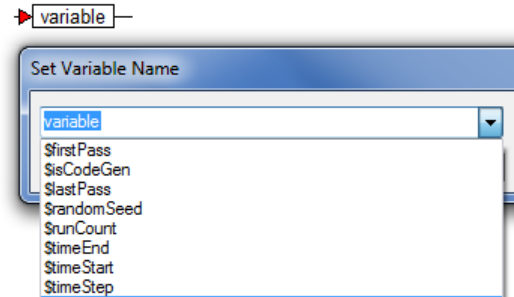 variable
Set Variable Name
variable
$firstPass
$isCodeGen
$lastPass
$randomSeed
$runCount
$timeEnd
$timeStart
$timeStep